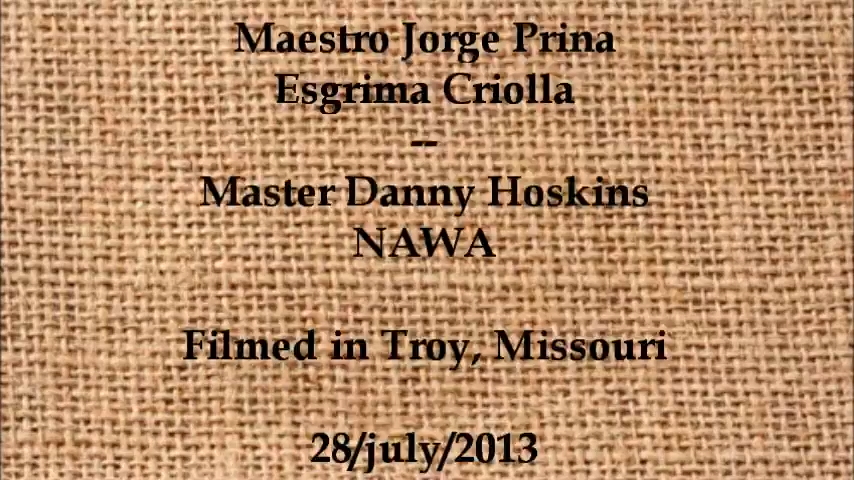 Maestro Jorge Prina
Esgrima Criolla
--
Master Danny Hoskins
NAWA
Filmed in Troy, Missouri
28/july/2013